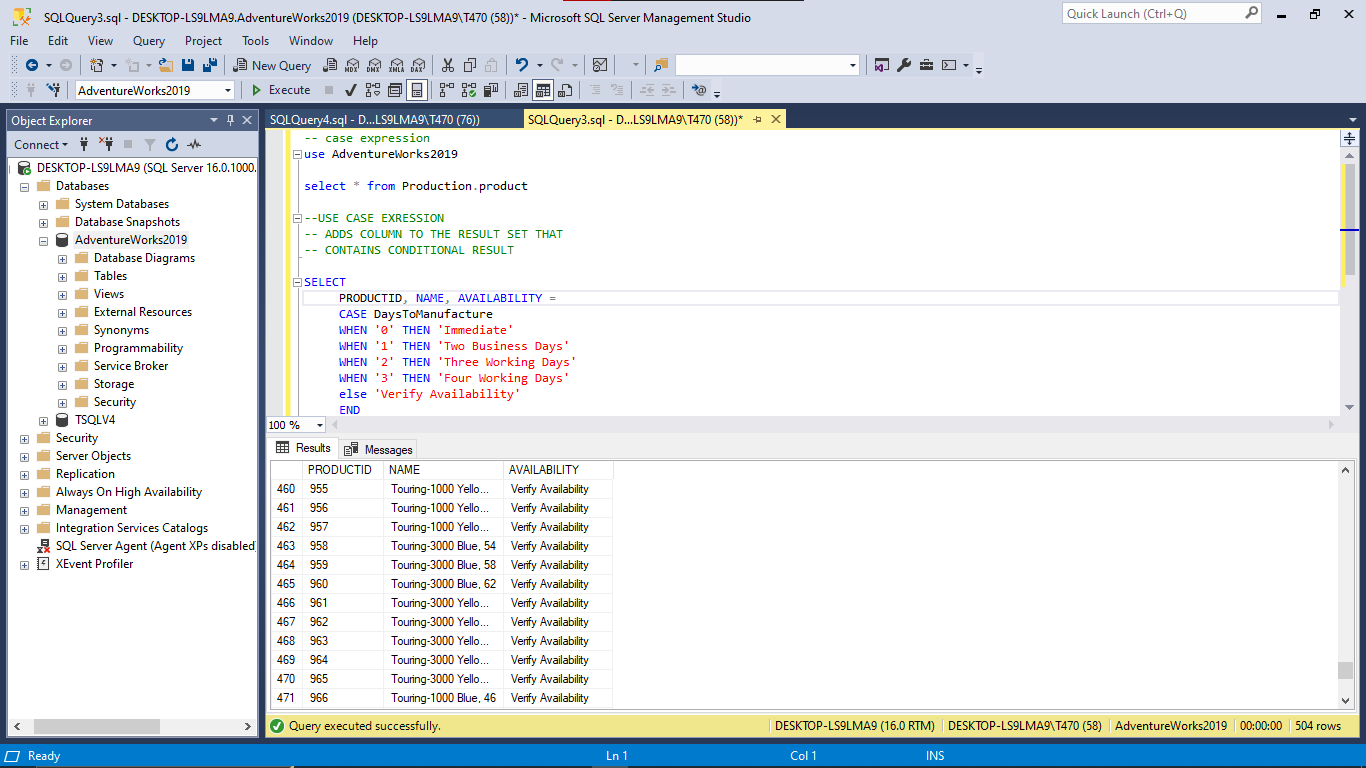 SQLQuery3.sql - DESKTOP-LS9LMA9.AdventureWorks2019 (DESKTOP-LS9LMA9\T470 (58))* - Microsoft SQL Server Management Studio
Quick Launch (Ctrl+Q)
File Edit View Query Project Tools Window Help
New Query MDX DMX XMLA DAX
AdventureWorks2019 Execute
Object Explorer
Connect
DESKTOP-LS9LMA9 (SQL Server 16.0.1000.
Databases
System Databases
Database Snapshots
AdventureWorks2019
Database Diagrams
Tables
Views
External Resources
Synonyms
Programmability
Service Broker
Storage
Security
TSQLV4
Security
Server Objects
Replication
Always On High Availability
Management
Integration Services Catalogs
SQL Server Agent (Agent XPs disabled)
XEvent Profiler
SQLQuery4.sql - D...LS9LMA9\T470 (76)) SQLQuery3.sql - D...LS9LMA9\T470 (58))*
-- case expression
use AdventureWorks2019
select * from Production.product
--USE CASE EXRESSION
-- ADDS COLUMN TO THE RESULT SET THAT
-- CONTAINS CONDITIONAL RESULT
SELECT
PRODUCTID, NAME, AVAILABILITY =
CASE DaysToManufacture
WHEN '0' THEN 'Immediate'
WHEN '1' THEN 'Two Business Days'
WHEN '2' THEN 'Three Working Days'
WHEN '3' THEN 'Four Working Days'
else 'Verify Availability'
END
100 %
Results Messages
PRODUCTID NAME AVAILABILITY
460 955 Touring-1000 Yello... Verify Availability
461 956 Touring-1000 Yello... Verify Availability
462 957 Touring-1000 Yello... Verify Availability
463 958 Touring-3000 Blue, 54 Verify Availability
464 959 Touring-3000 Blue, 58 Verify Availability
465 960 Touring-3000 Blue, 62 Verify Availability
466 961 Touring-3000 Yello... Verify Availability
467 962 Touring-3000 Yello... Verify Availability
468 963 Touring-3000 Yello... Verify Availability
469 964 Touring-3000 Yello... Verify Availability
470 965 Touring-3000 Yello... Verify Availability
471 966 Touring-1000 Blue, 46 Verify Availability
Query executed successfully. DESKTOP-LS9LMA9 (16.0 RTM) DESKTOP-LS9LMA9\T470 (58) AdventureWorks2019 00:00:00 504 rows
Ready Ln 1 Col 1 INS